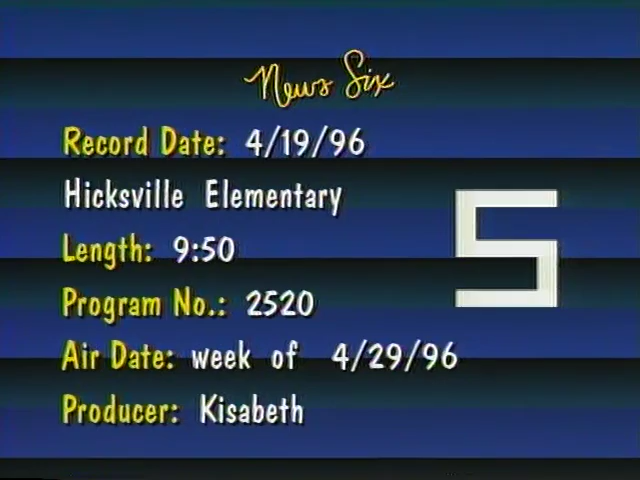 News Six
Record Date: 4/19/96
Hicksville Elementary
Length: 9:50
Program No.: 2520
Air Date: week of 4/29/96
Producer: Kisabeth
5